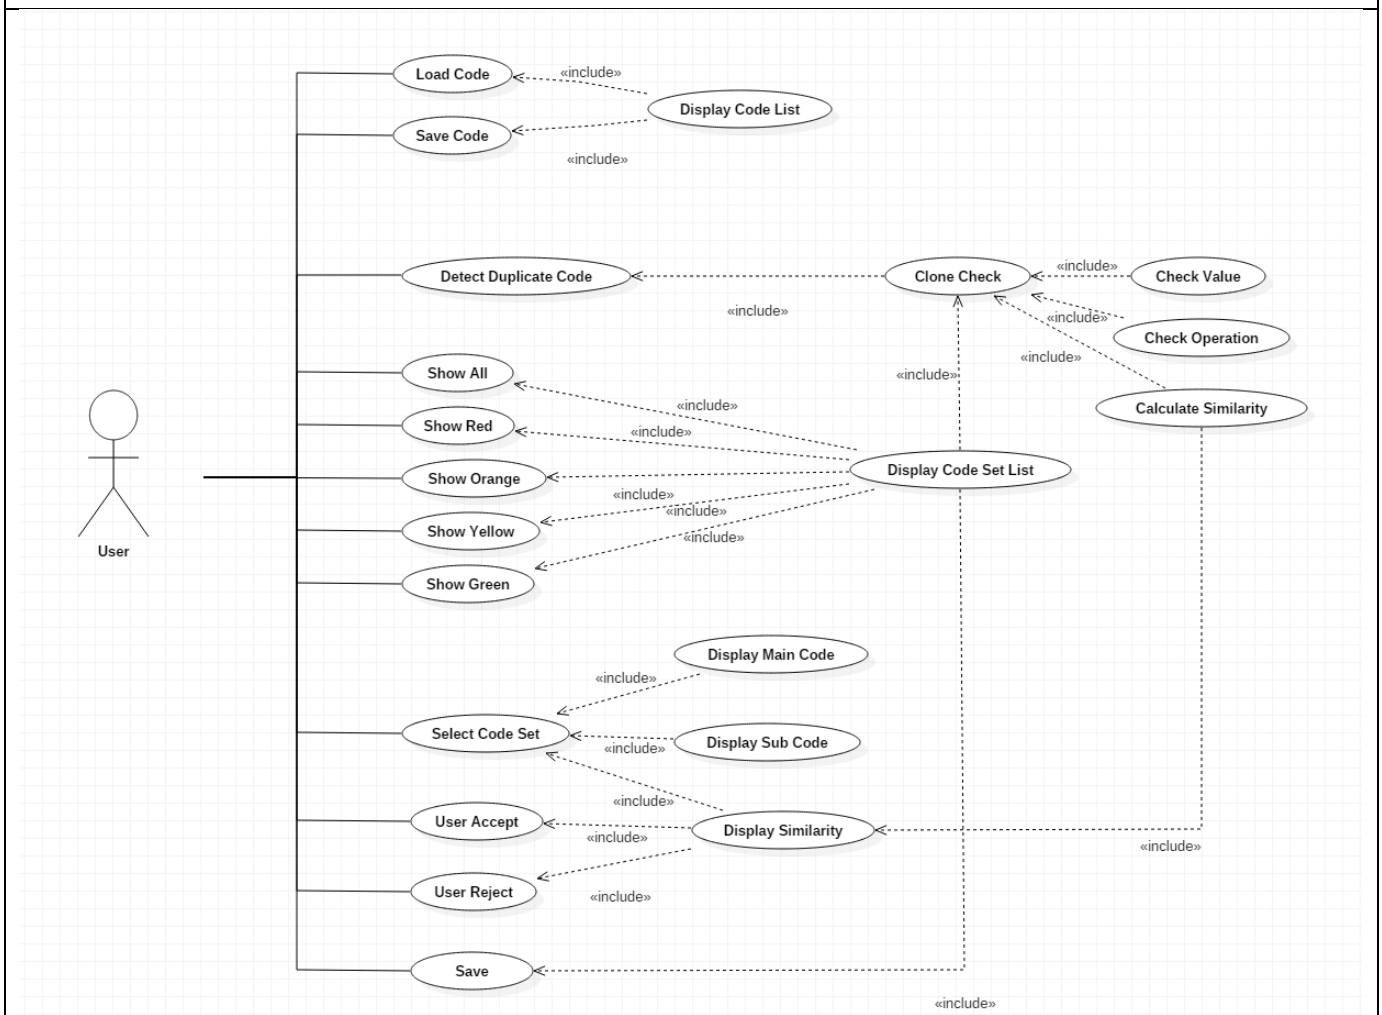 Load Code
«include»
Display Code List
Save Code
«include»
Detect Duplicate Code
Clone Check
«include»
Check Value
«include»
«include»
Check Operation
«include»
Show All
«include»
«include»
Calculate Similarity
Show Red
«include»
Display Code Set List
Show Orange
«include»
«include»
Show Yellow
«include»
User
Show Green
Display Main Code
«include»
Select Code Set
Display Sub Code
«include»
«include»
User Accept
Display Similarity
«include»
«include»
User Reject
«include»
Save
«include»